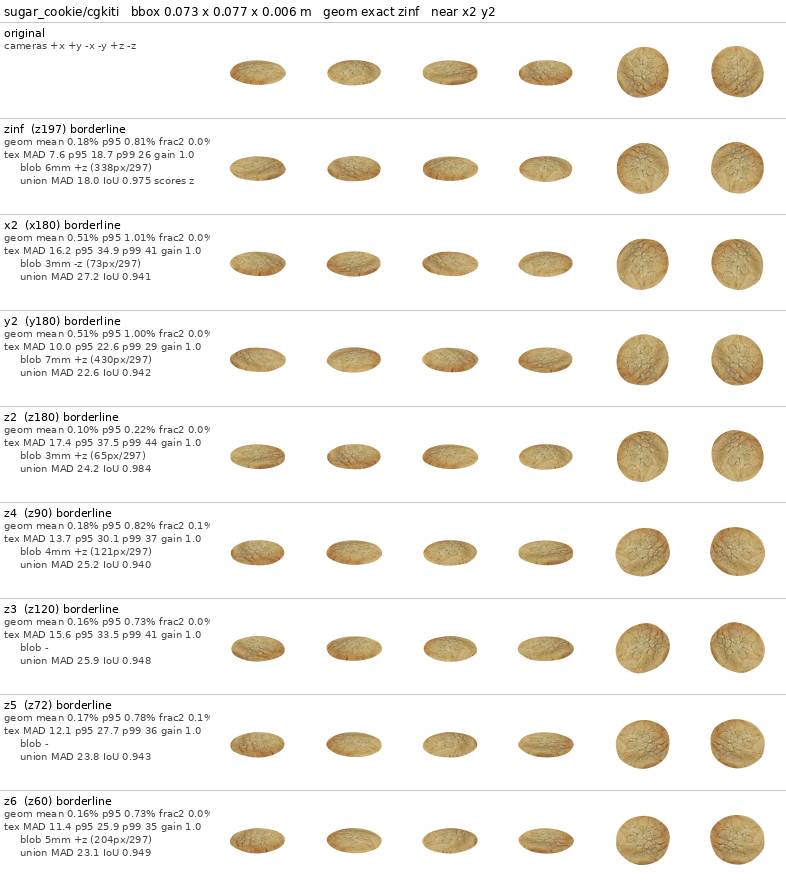 sugar_cookie/cgkiti   bbox 0.073 x 0.077 x 0.006 m   geom exact zinf   near x2 y2
original
cameras +x +y -x -y +z -z
zinf  (z197) borderline
geom mean 0.18% p95 0.81% frac2 0.0%
tex MAD 7.6 p95 18.7 p99 26 gain 1.0
blob 6mm +z (338px/297)
union MAD 18.0 IoU 0.975 scores z
x2  (x180) borderline
geom mean 0.51% p95 1.01% frac2 0.0%
tex MAD 16.2 p95 34.9 p99 41 gain 1.0
blob 3mm -z (73px/297)
union MAD 27.2 IoU 0.941
y2  (y180) borderline
geom mean 0.51% p95 1.00% frac2 0.0%
tex MAD 10.0 p95 22.6 p99 29 gain 1.0
blob 7mm +z (430px/297)
union MAD 22.6 IoU 0.942
z2  (z180) borderline
geom mean 0.10% p95 0.22% frac2 0.0%
tex MAD 17.4 p95 37.5 p99 44 gain 1.0
blob 3mm +z (65px/297)
union MAD 24.2 IoU 0.984
z4  (z90) borderline
geom mean 0.18% p95 0.82% frac2 0.1%
tex MAD 13.7 p95 30.1 p99 37 gain 1.0
blob 4mm +z (121px/297)
union MAD 25.2 IoU 0.940
z3  (z120) borderline
geom mean 0.16% p95 0.73% frac2 0.0%
tex MAD 15.6 p95 33.5 p99 41 gain 1.0
blob -
union MAD 25.9 IoU 0.948
z5  (z72) borderline
geom mean 0.17% p95 0.78% frac2 0.1%
tex MAD 12.1 p95 27.7 p99 36 gain 1.0
blob -
union MAD 23.8 IoU 0.943
z6  (z60) borderline
geom mean 0.16% p95 0.73% frac2 0.0%
tex MAD 11.4 p95 25.9 p99 35 gain 1.0
blob 5mm +z (204px/297)
union MAD 23.1 IoU 0.949